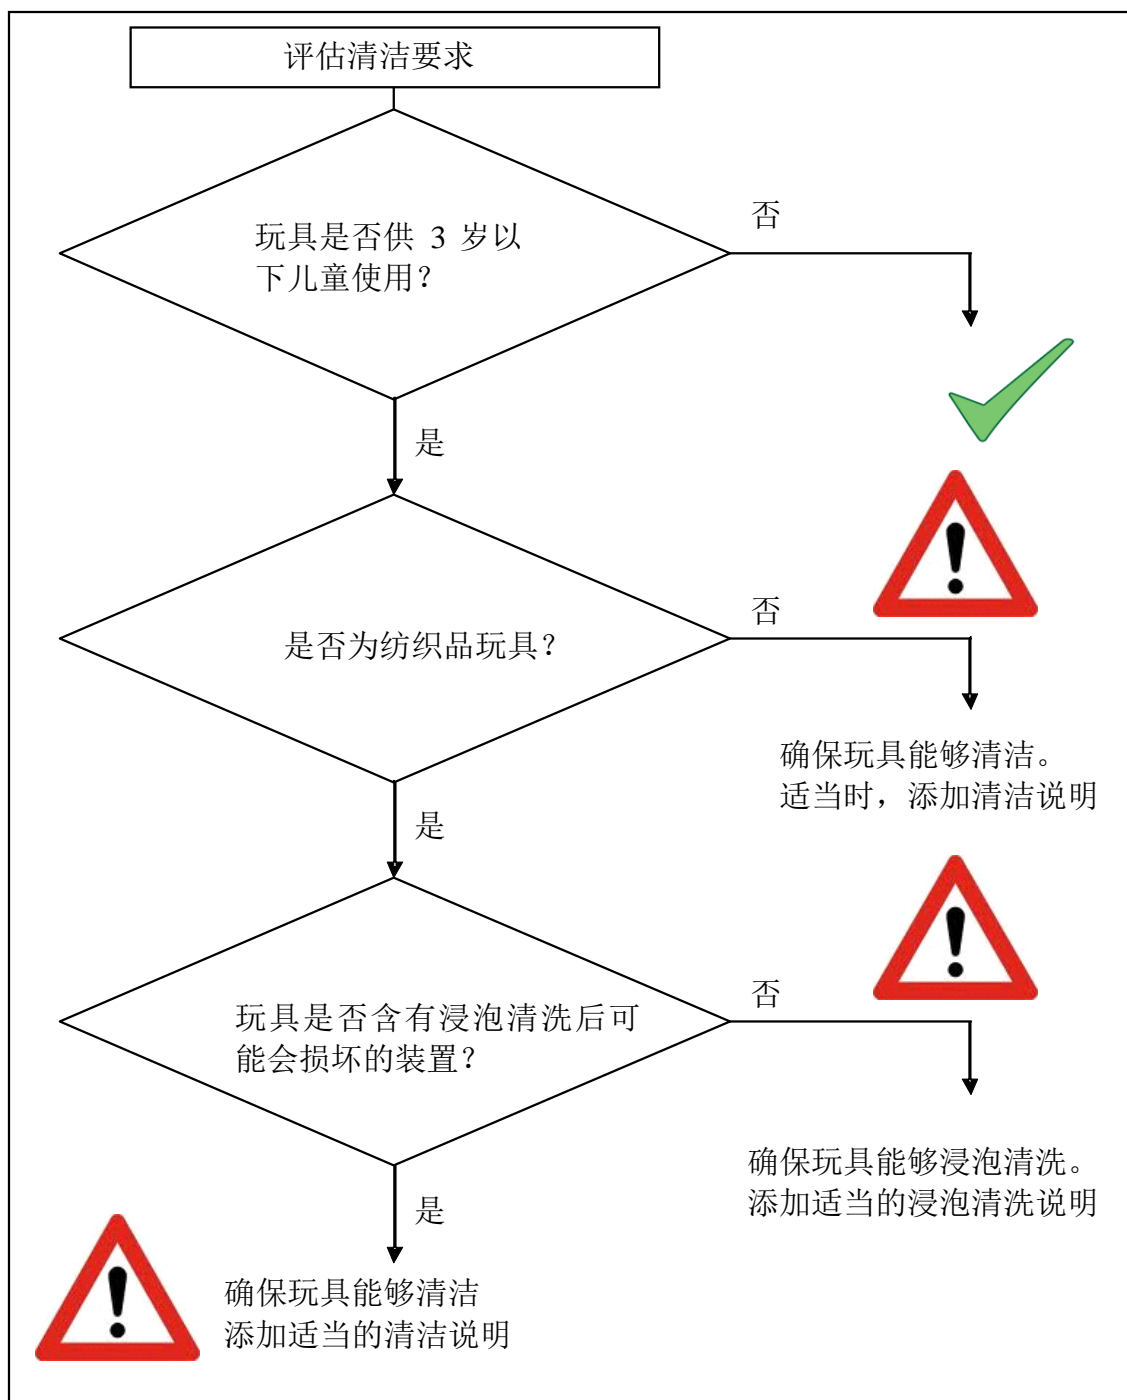 评估清洁要求
玩具是否供 3 岁以
下儿童使用？
否
是
是否为纺织品玩具？
否
确保玩具能够清洁。
适当时，添加清洁说明
是
玩具是否含有浸泡清洗后可
能会损坏的装置？
否
确保玩具能够浸泡清洗。
添加适当的浸泡清洗说明
是
确保玩具能够清洁
添加适当的清洁说明